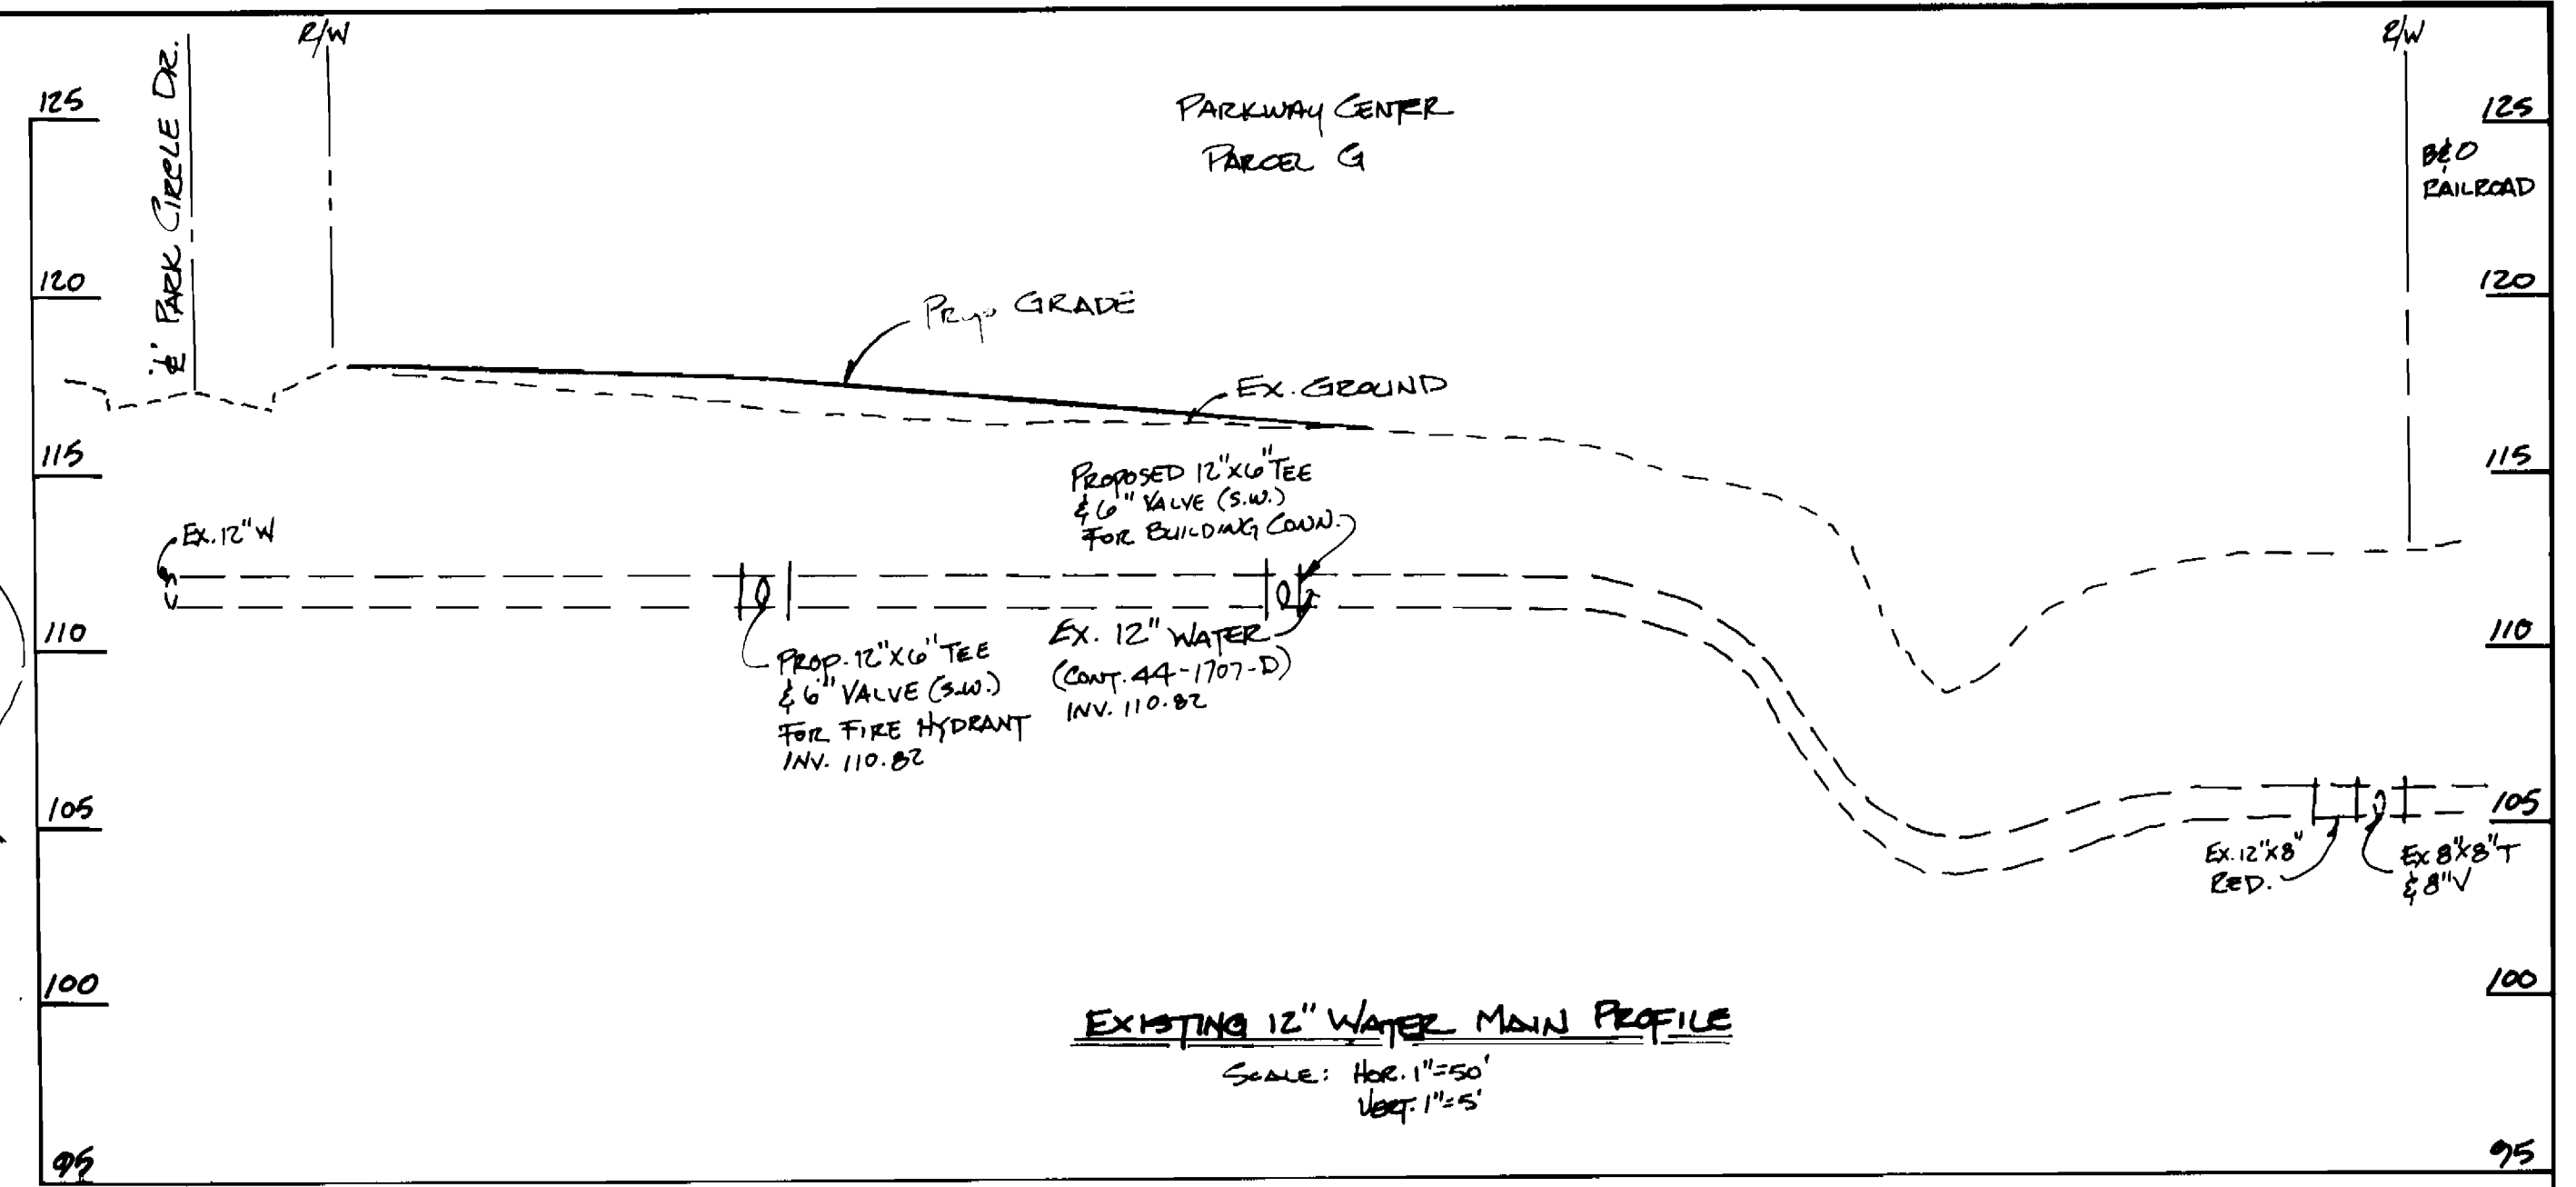 R/W
R/W
℄ PARK CIRCLE DR.
PARKWAY CENTER
PARCEL G
B&O
RAILROAD
125
125
120
120
115
115
110
110
105
105
100
100
95
95
GRADE
EX. GROUND
PROPOSED 12"X6" TEE
& 6" VALVE (S.W.)
FOR BUILDING CONN.
EX. 12" W
PROP. 12"X6" TEE
& 6" VALVE (S.W.)
FOR FIRE HYDRANT
INV. 110.82
EX. 12" WATER
(CONT. 44-1707-D)
INV. 110.82
EX. 12"X8"
RED.
EX 8"X8" T
& 8" V
EXISTING 12" WATER MAIN PROFILE
SCALE: HOR. 1"=50'
VERT. 1"=5'